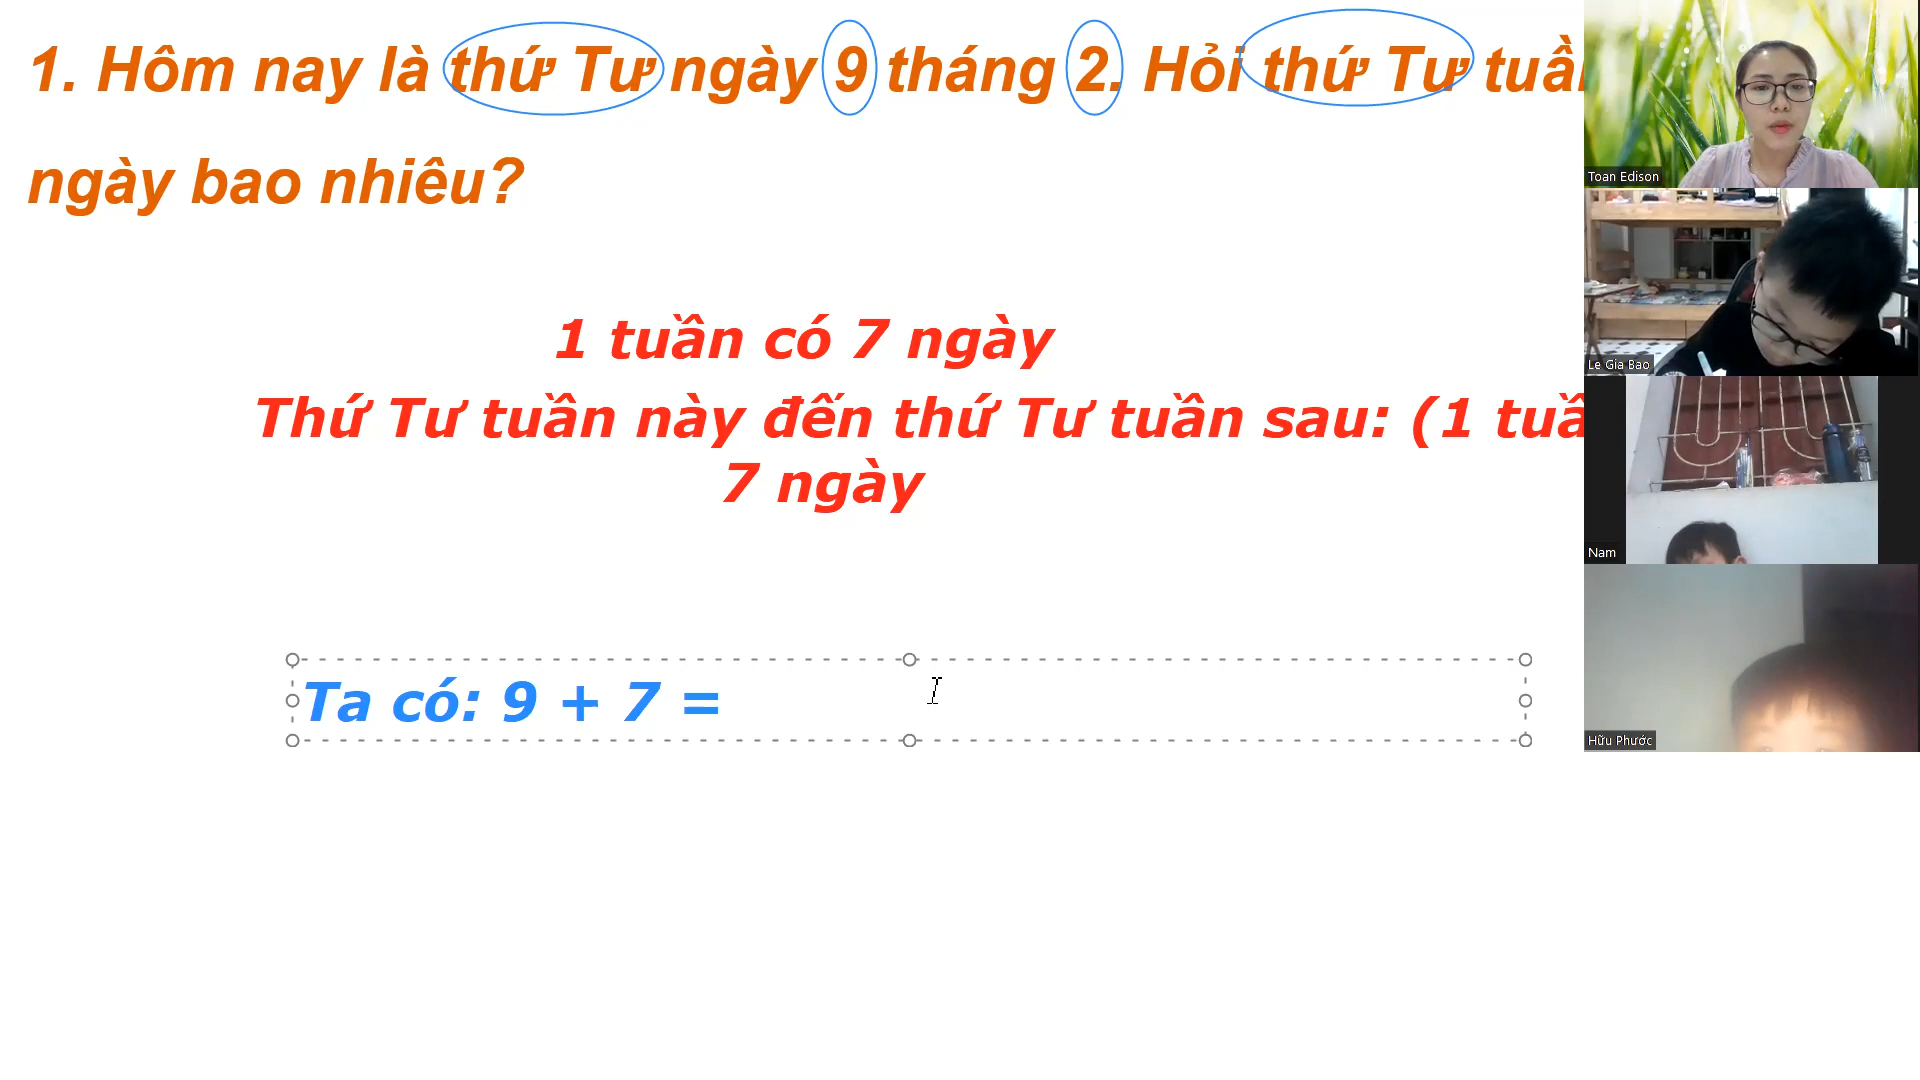 1. Hôm nay là thứ Tư ngày 9 tháng 2. Hỏi thứ Tư
ngày bao nhiêu?
1 tuần có 7 ngày
Thứ Tư tuần này đến thứ Tư tuần sau: (1
7 ngày
Ta có: 9 + 7 =
Toan Edison
Le Gia Bao
Nam
Hữu Phước